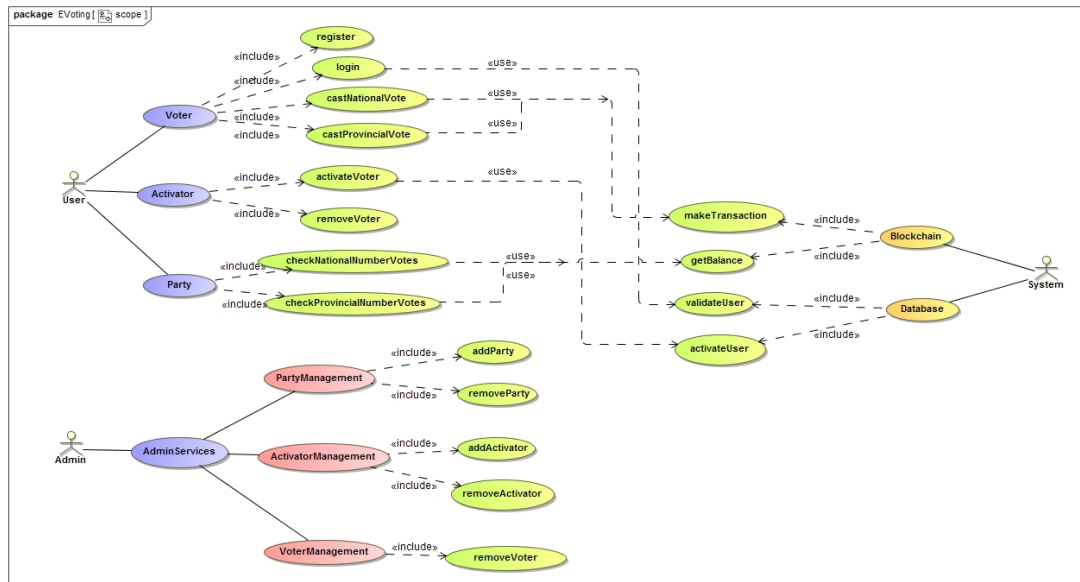 package EVoting [ scope ]
register
«include»
login
«use»
«include»
castNationalVote
«use»
Voter
«include»
castProvincialVote
«use»
«include»
User
Activator
«include»
activateVoter
«use»
«include»
removeVoter
makeTransaction
«include»
Blockchain
checkNationalNumberVotes
«use»
getBalance
«include»
«include»
«use»
System
Party
«include»
checkProvincialNumberVotes
validateUser
«include»
Database
«include»
activateUser
addParty
«include»
PartyManagement
«include»
removeParty
Admin
AdminServices
ActivatorManagement
«include»
addActivator
«include»
removeActivator
VoterManagement
«include»
removeVoter